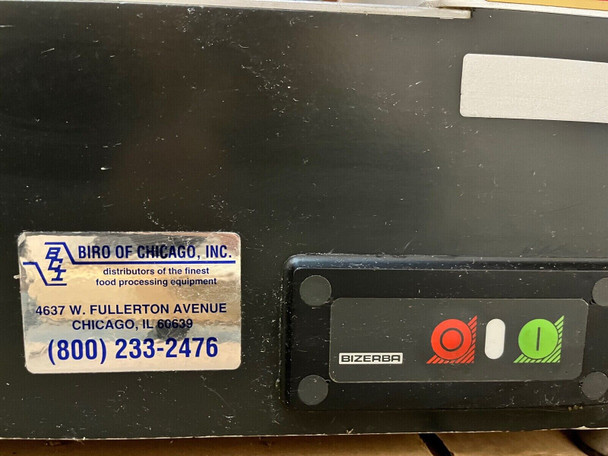 BCI
BIRO OF CHICAGO, INC.
distributors of the finest
food processing equipment
4637 W. FULLERTON AVENUE
CHICAGO, IL 60639
(800) 233-2476
BIZERBA